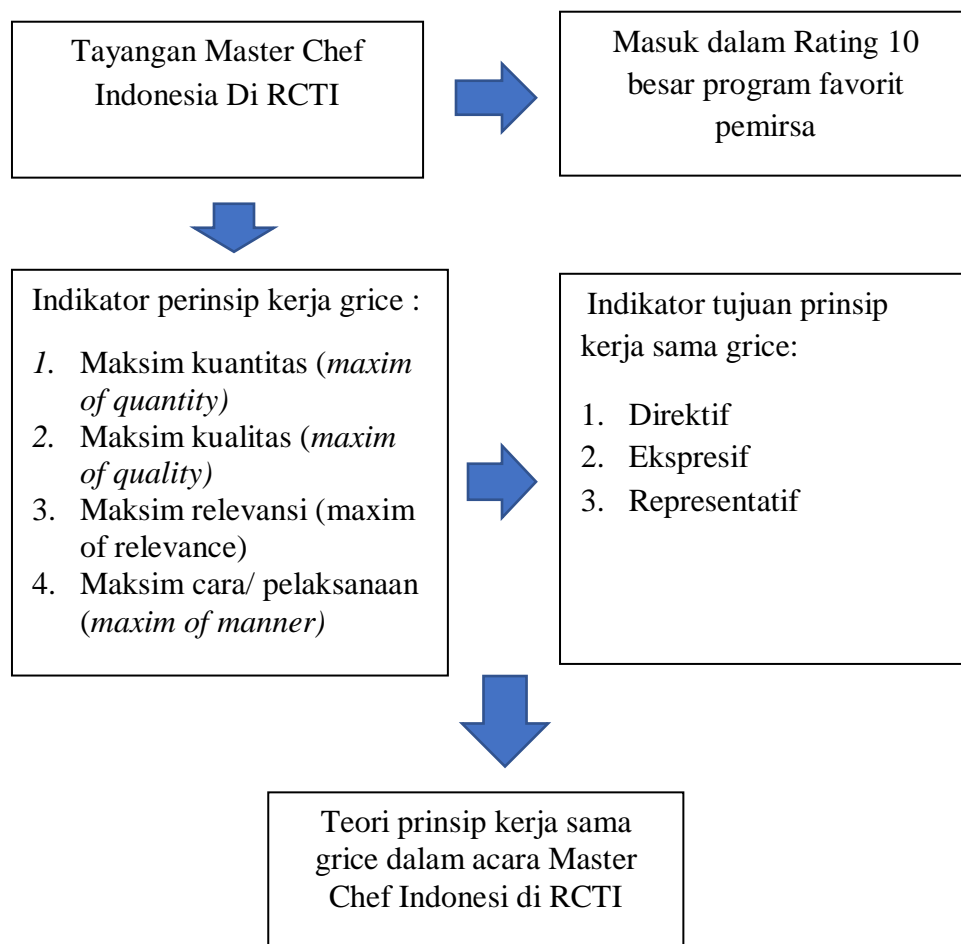 Tayangan Master Chef
Indonesia Di RCTI
Masuk dalam Rating 10
besar program favorit
pemirsa
Indikator perinsip kerja grice :
1. Maksim kuantitas (maxim
of quantity)
2. Maksim kualitas (maxim
of quality)
3. Maksim relevansi (maxim
of relevance)
4. Maksim cara/ pelaksanaan
(maxim of manner)
Indikator tujuan prinsip
kerja sama grice:
1. Direktif
2. Ekspresif
3. Representatif
Teori prinsip kerja sama
grice dalam acara Master
Chef Indonesi di RCTI